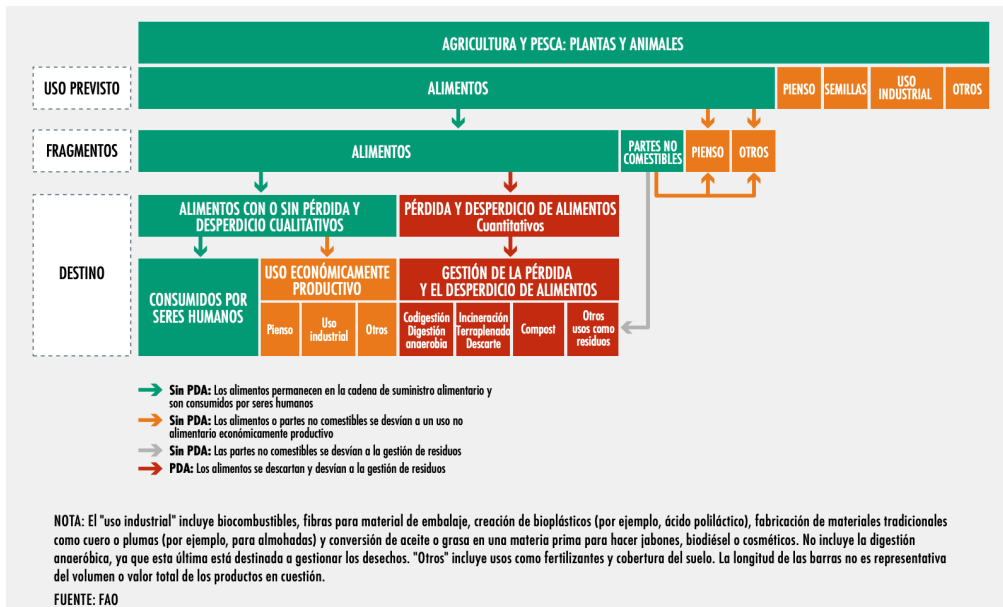 AGRICULTURA Y PESCA: PLANTAS Y ANIMALES
USO PREVISTO
ALIMENTOS
PIENSO
SEMILLAS
USO
INDUSTRIAL
OTROS
FRAGMENTOS
ALIMENTOS
PARTES NO
COMESTIBLES
PIENSO
OTROS
DESTINO
ALIMENTOS CON O SIN PÉRDIDA Y
DESPERDICIO CUALITATIVOS
PÉRDIDA Y DESPERDICIO DE ALIMENTOS
Cuantitativos
CONSUMIDOS POR
SERES HUMANOS
USO ECONÓMICAMENTE
PRODUCTIVO
Pienso
Uso
industrial
Otros
GESTIÓN DE LA PÉRDIDA
Y EL DESPERDICIO DE ALIMENTOS
Codigestión
Digestión
anaerobia
Incineración
Terraplenado
Descarte
Compost
Otros
usos como
residuos
Sin PDA: Los alimentos permanecen en la cadena de suministro alimentario y
son consumidos por seres humanos
Sin PDA: Los alimentos o partes no comestibles se desvían a un uso no
alimentario económicamente productivo
Sin PDA: Las partes no comestibles se desvían a la gestión de residuos
PDA: Los alimentos se descartan y desvían a la gestión de residuos
NOTA: El "uso industrial" incluye biocombustibles, fibras para material de embalaje, creación de bioplásticos (por ejemplo, ácido poliláctico), fabricación de materiales tradicionales
como cuero o plumas (por ejemplo, para almohadas) y conversión de aceite o grasa en una materia prima para hacer jabones, biodiésel o cosméticos. No incluye la digestión
anaeróbica, ya que esta última está destinada a gestionar los desechos. "Otros" incluye usos como fertilizantes y cobertura del suelo. La longitud de las barras no es representativa
del volumen o valor total de los productos en cuestión.
FUENTE: FAO